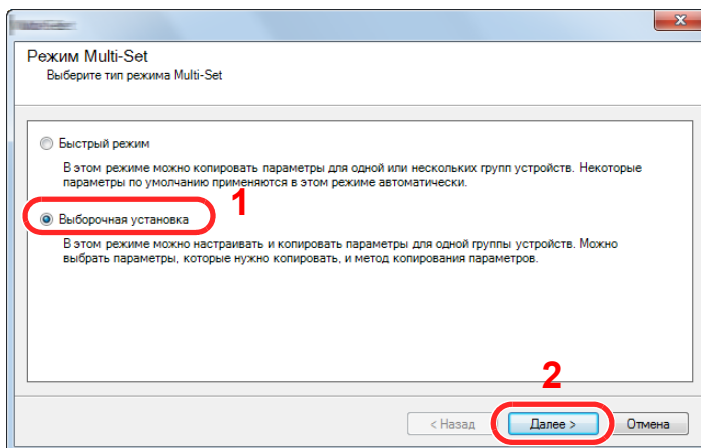 Режим Multi-Set
Выберите тип режима Multi-Set
Быстрый режим
В этом режиме можно копировать параметры для одной или нескольких групп устройств. Некоторые
параметры по умолчанию применяются в этом режиме автоматически.
1
Выборочная установка
В этом режиме можно настраивать и копировать параметры для одной группы устройств. Можно
выбрать параметры, которые нужно копировать, и метод копирования параметров.
2
< Назад
Далее >
Отмена